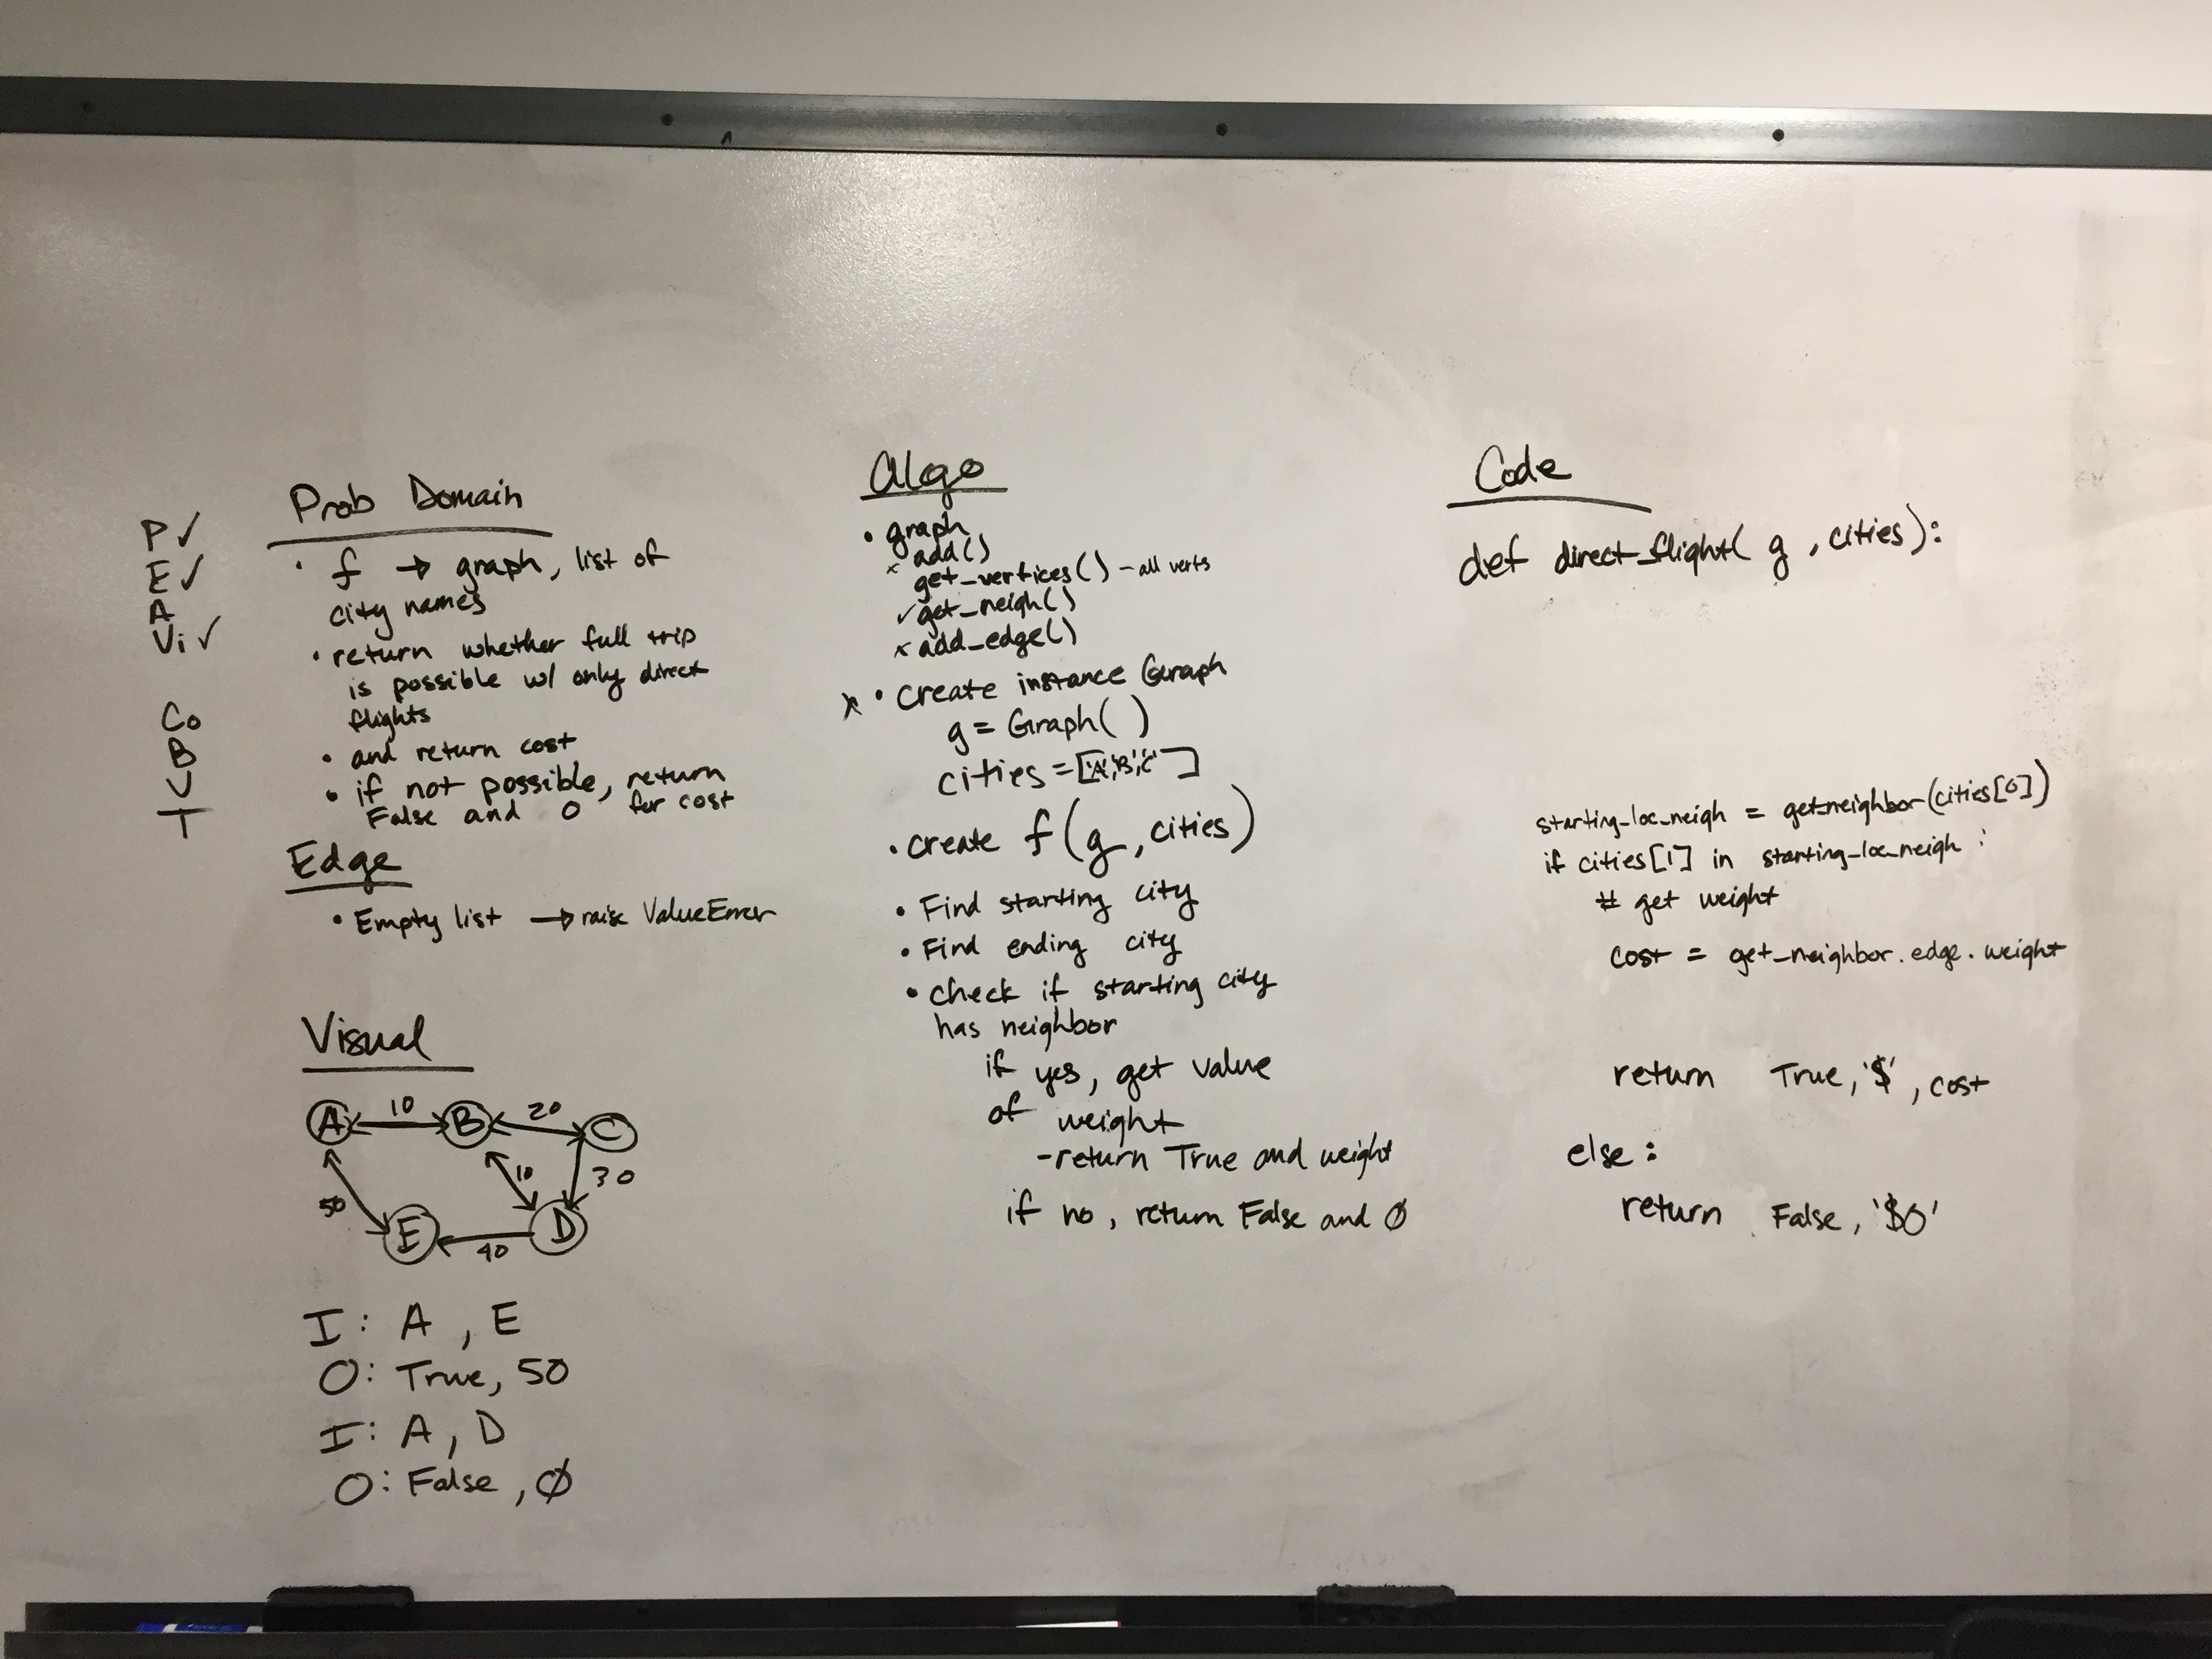 P✓
E✓
A
Vi✓
Co
B
U
T
Prob Domain
• f → graph, list of
city names
• return whether full trip
is possible w/ only direct
flights
• and return cost
• if not possible, return
False and 0 for cost
Edge
• Empty list → raise ValueError
Visual
A 10 B 20 C
50 10 30
E 40 D
I: A, E
O: True, 50
I: A, D
O: False, Ø
Algo
• graph
x add()
get_vertices() - all verts
✓ get_neigh()
x add_edge()
x • Create instance Graph
g = Graph( )
cities = ['A','B','C']
• create f(g, cities)
• Find starting city
• Find ending city
• check if starting city
has neighbor
if yes, get value
of weight
- return True and weight
if no, return False and Ø
Code
def direct_flight( g, cities):
starting_loc_neigh = get_neighbor(cities[0])
if cities[1] in starting_loc_neigh :
# get weight
cost = get_neighbor.edge.weight
return True, '$', cost
else:
return False, '$0'